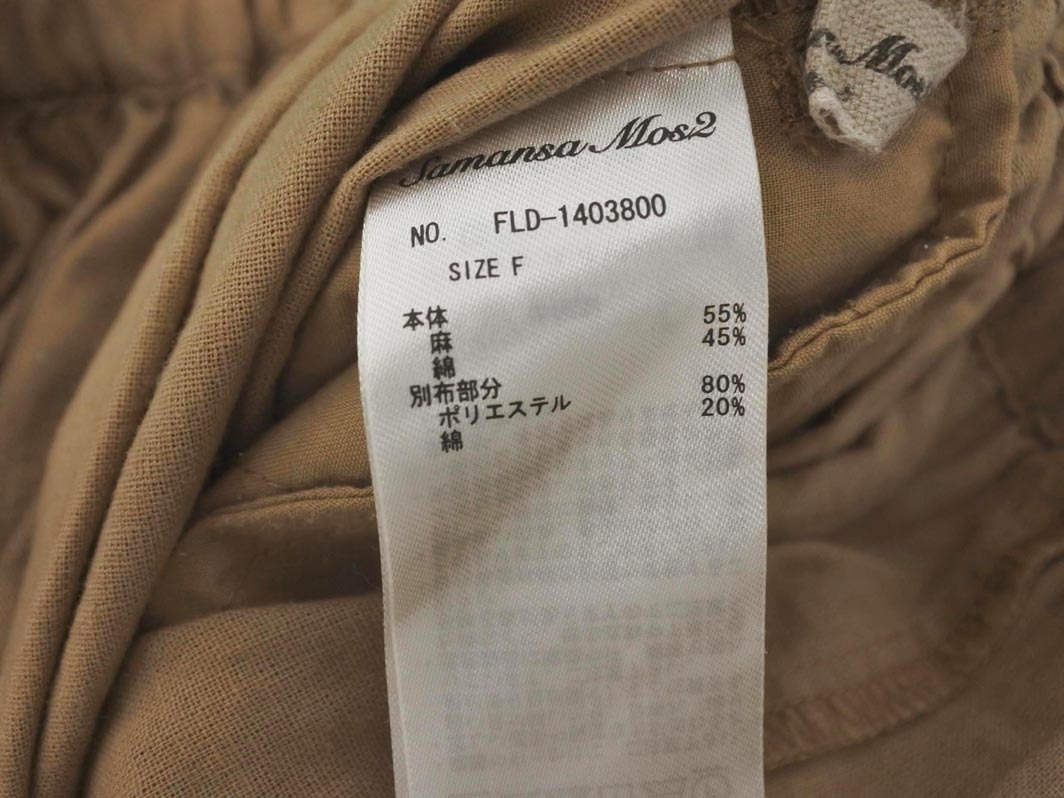 Samansa Mos2
NO. FLD-1403800
SIZE F
本体
麻 55%
綿 45%
別布部分
ポリエステル 80%
綿 20%
Mos